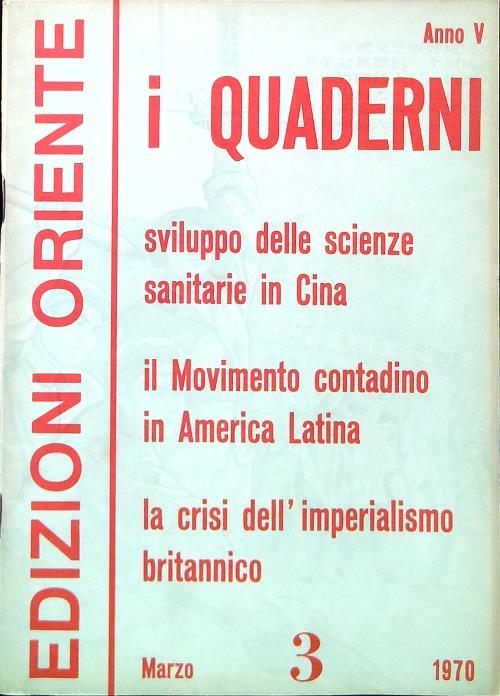 EDIZIONI ORIENTE
Anno V
i QUADERNI
sviluppo delle scienze
sanitarie in Cina
il Movimento contadino
in America Latina
la crisi dell' imperialismo
britannico
Marzo 3 1970